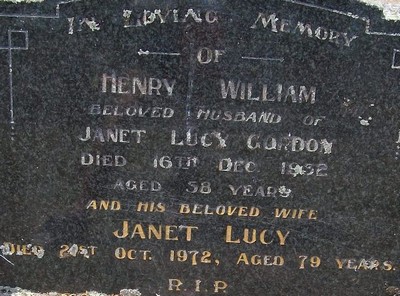 IN LOVING MEMORY
OF
HENRY WILLIAM
BELOVED HUSBAND OF
JANET LUCY GORDON
DIED 16TH DEC 1952
AGED 58 YEARS
AND HIS BELOVED WIFE
JANET LUCY
DIED 21ST OCT. 1972, AGED 79 YEARS.
R.I.P.